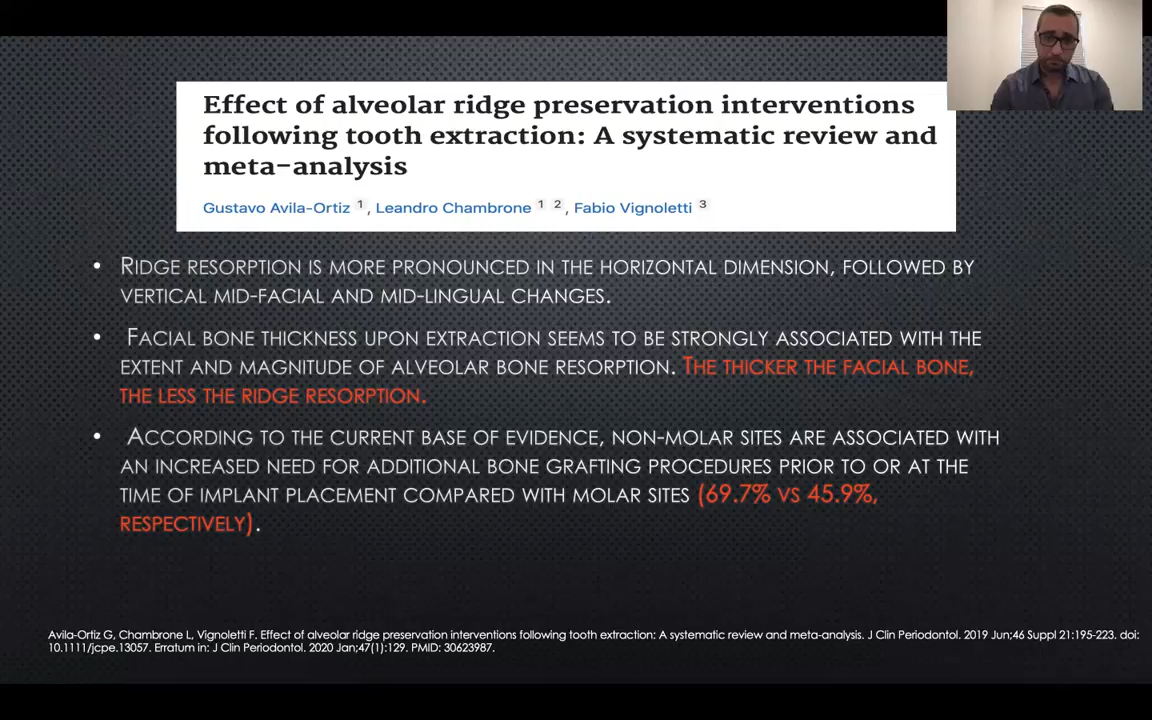 Effect of alveolar ridge preservation interventions
following tooth extraction: A systematic review and
meta-analysis
Gustavo Avila-Ortiz 1, Leandro Chambrone 1 2, Fabio Vignoletti 3
• Ridge resorption is more pronounced in the horizontal dimension, followed by
vertical mid-facial and mid-lingual changes.
• Facial bone thickness upon extraction seems to be strongly associated with the
extent and magnitude of alveolar bone resorption. The thicker the facial bone,
the less the ridge resorption.
• According to the current base of evidence, non-molar sites are associated with
an increased need for additional bone grafting procedures prior to or at the
time of implant placement compared with molar sites (69.7% vs 45.9%,
respectively).
Avila-Ortiz G, Chambrone L, Vignoletti F. Effect of alveolar ridge preservation interventions following tooth extraction: A systematic review and meta-analysis. J Clin Periodontol. 2019 Jun;46 Suppl 21:195-223. doi:
10.1111/jcpe.13057. Erratum in: J Clin Periodontol. 2020 Jan;47(1):129. PMID: 30623987.